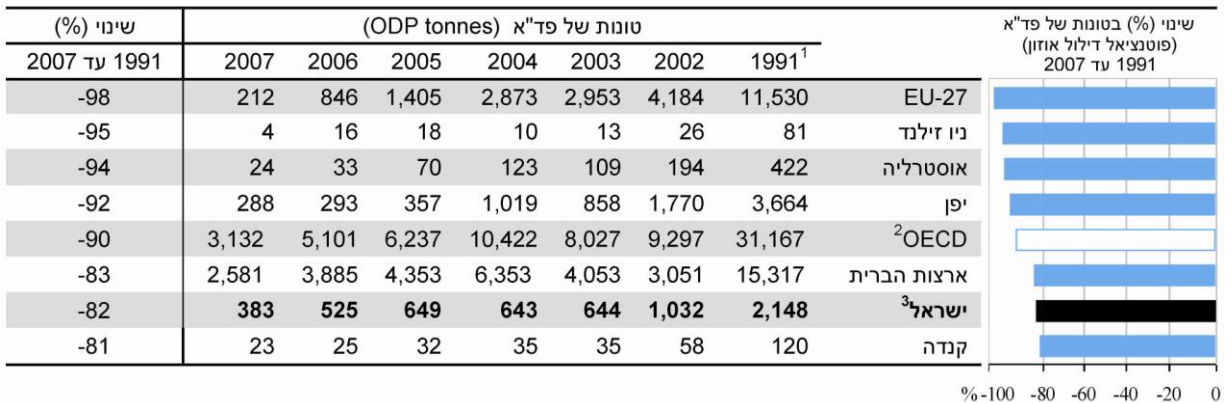 שינוי (%) בטונות של פד"א
(פוטנציאל דילול אוזון)
1991 עד 2007
טונות של פד"א (ODP tonnes)
שינוי (%)
1991¹ 2002 2003 2004 2005 2006 2007
1991 עד 2007
EU-27 11,530 4,184 2,953 2,873 1,405 846 212 -98
ניו זילנד 81 26 13 10 18 16 4 -95
אוסטרליה 422 194 109 123 70 33 24 -94
יפן 3,664 1,770 858 1,019 357 293 288 -92
²OECD 31,167 9,297 8,027 10,422 6,237 5,101 3,132 -90
ארצות הברית 15,317 3,051 4,053 6,353 4,353 3,885 2,581 -83
ישראל³ 2,148 1,032 644 643 649 525 383 -82
קנדה 120 58 35 35 32 25 23 -81
% -100 -80 -60 -40 -20 0